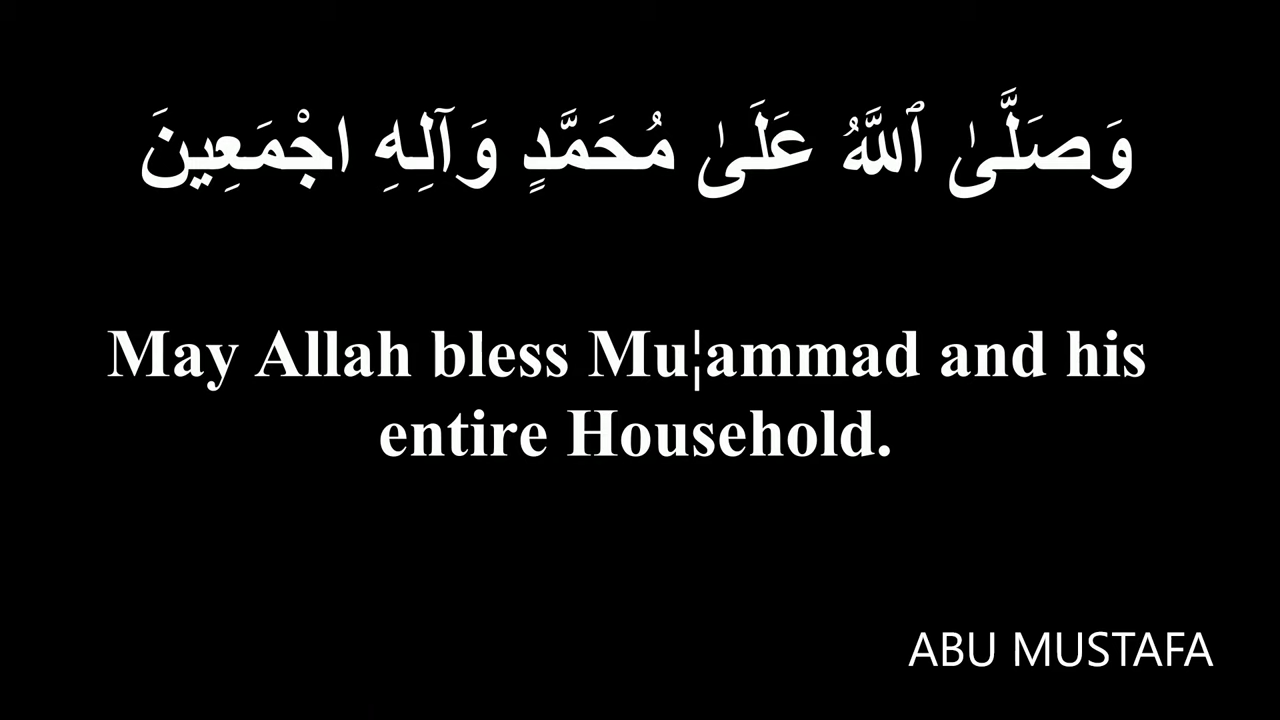 وَصَلَّىٰ ٱللَّهُ عَلَىٰ مُحَمَّدٍ وَآلِهِ اجْمَعِينَ
May Allah bless Mu¦ammad and his
entire Household.
ABU MUSTAFA